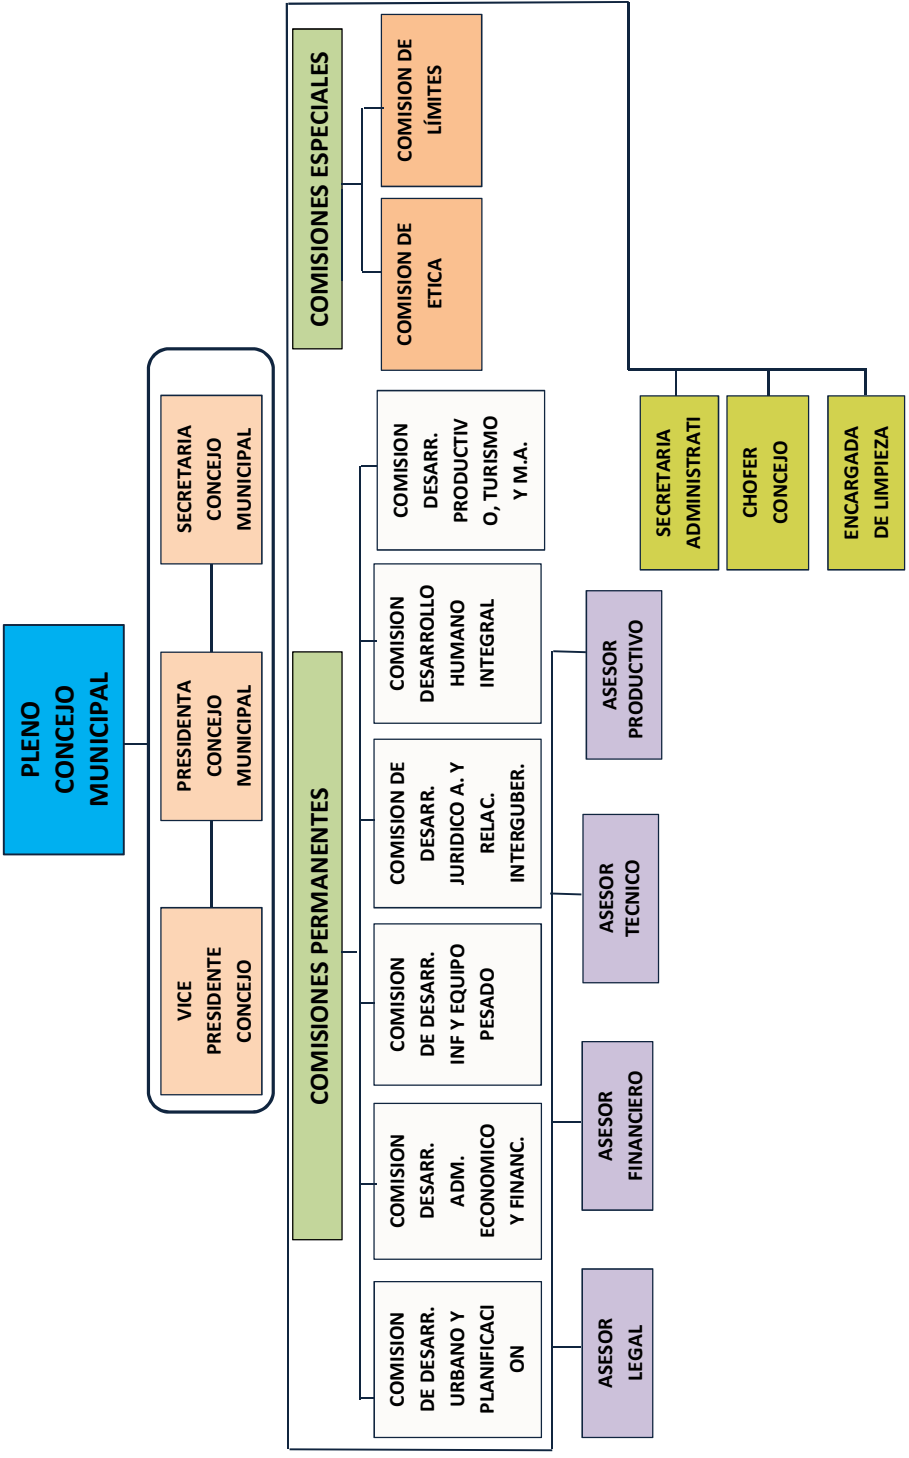 PLENO
CONCEJO
MUNICIPAL
VICE
PRESIDENTE
CONCEJO
PRESIDENTA
CONCEJO
MUNICIPAL
SECRETARIA
CONCEJO
MUNICIPAL
COMISIONES PERMANENTES
COMISIONES ESPECIALES
COMISION
DE DESARR.
URBANO Y
PLANIFICACI
ON
COMISION
DESARR.
ADM.
ECONOMICO
Y FINANC.
COMISION
DE DESARR.
INF Y EQUIPO
PESADO
COMISION DE
DESARR.
JURIDICO A. Y
RELAC.
INTERGUBER.
COMISION
DESARROLLO
HUMANO
INTEGRAL
COMISION
DESARR.
PRODUCTIV
O, TURISMO
Y M.A.
COMISION DE
ETICA
COMISION DE
LÍMITES
ASESOR
LEGAL
ASESOR
FINANCIERO
ASESOR
TECNICO
ASESOR
PRODUCTIVO
SECRETARIA
ADMINISTRATI
CHOFER
CONCEJO
ENCARGADA
DE LIMPIEZA